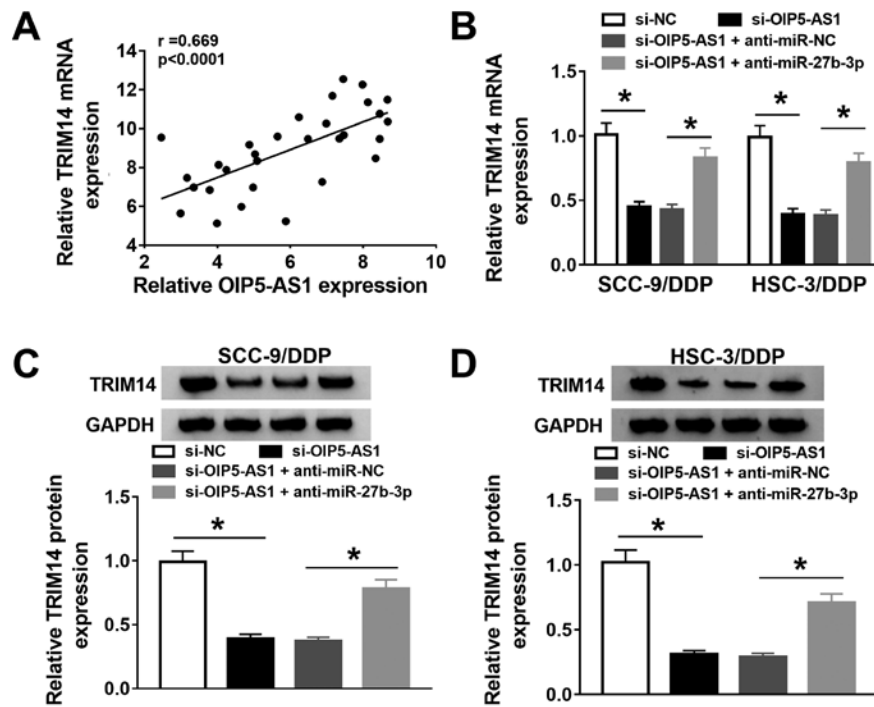 A
r =0.669
p<0.0001
Relative TRIM14 mRNA
expression
14
12
10
8
6
4
2
4
6
8
10
Relative OIP5-AS1 expression
B
si-NC
si-OIP5-AS1
si-OIP5-AS1 + anti-miR-NC
si-OIP5-AS1 + anti-miR-27b-3p
Relative TRIM14 mRNA
expression
1.5
1.0
0.5
0.0
*
*
*
*
SCC-9/DDP
HSC-3/DDP
C
SCC-9/DDP
TRIM14
GAPDH
si-NC
si-OIP5-AS1
si-OIP5-AS1 + anti-miR-NC
si-OIP5-AS1 + anti-miR-27b-3p
Relative TRIM14 protein
expression
1.5
1.0
0.5
0.0
*
*
D
HSC-3/DDP
TRIM14
GAPDH
si-NC
si-OIP5-AS1
si-OIP5-AS1 + anti-miR-NC
si-OIP5-AS1 + anti-miR-27b-3p
Relative TRIM14 protein
expression
1.5
1.0
0.5
0.0
*
*